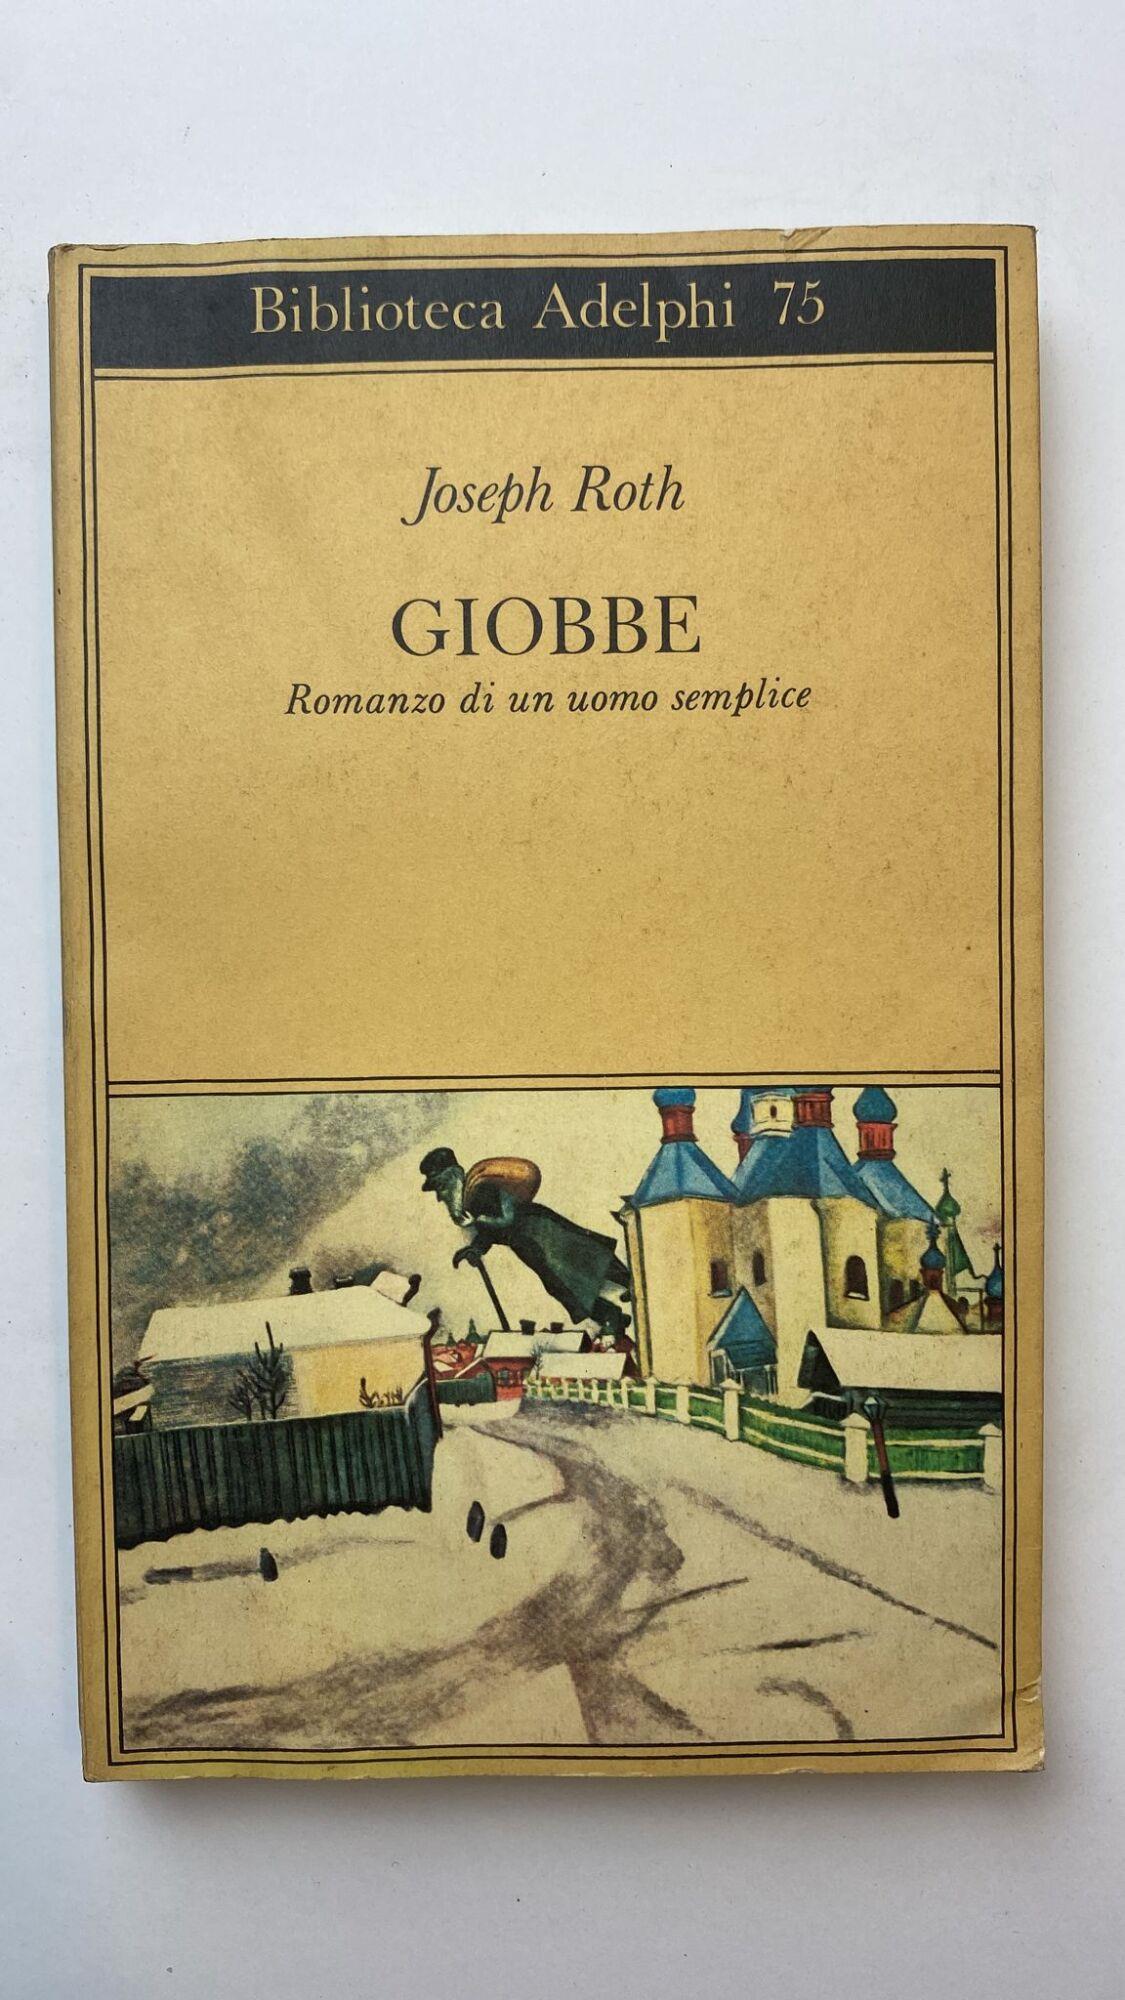 Biblioteca Adelphi 75
Joseph Roth
GIOBBE
Romanzo di un uomo semplice